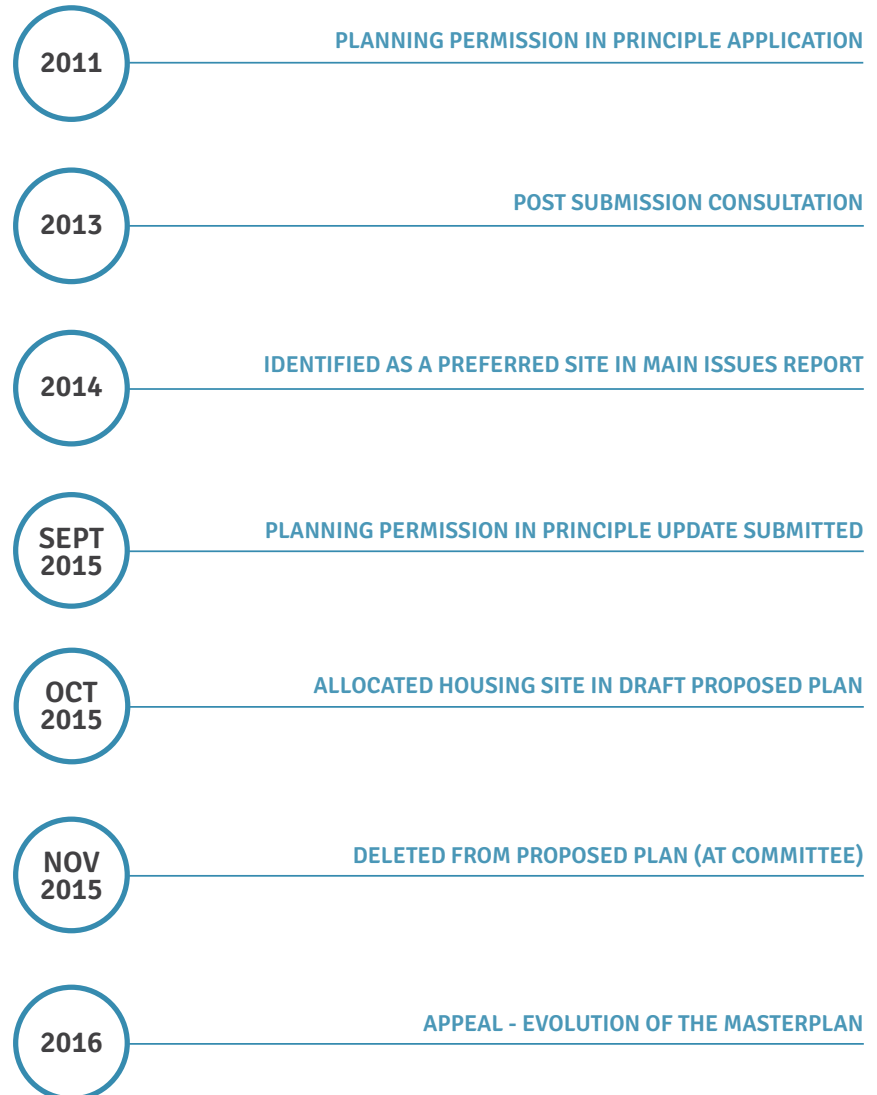 2011
PLANNING PERMISSION IN PRINCIPLE APPLICATION
2013
POST SUBMISSION CONSULTATION
2014
IDENTIFIED AS A PREFERRED SITE IN MAIN ISSUES REPORT
SEPT
2015
PLANNING PERMISSION IN PRINCIPLE UPDATE SUBMITTED
OCT
2015
ALLOCATED HOUSING SITE IN DRAFT PROPOSED PLAN
NOV
2015
DELETED FROM PROPOSED PLAN (AT COMMITTEE)
2016
APPEAL - EVOLUTION OF THE MASTERPLAN